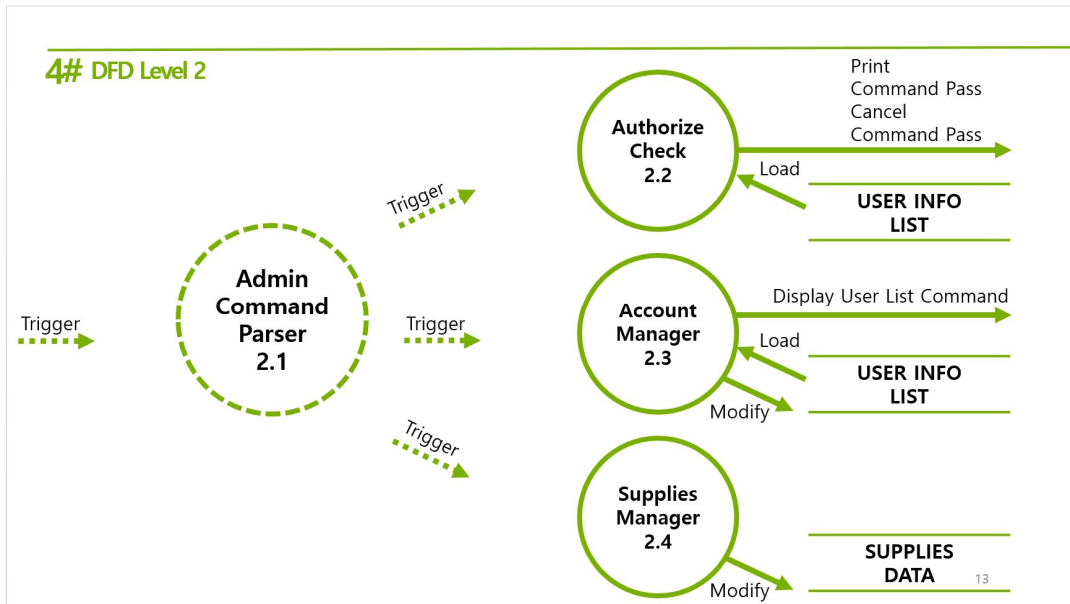 4# DFD Level 2
Print
Command Pass
Cancel
Command Pass
Authorize
Check
2.2
Load
USER INFO
LIST
Trigger
Admin
Command
Parser
2.1
Trigger
Trigger
Trigger
Account
Manager
2.3
Display User List Command
Load
USER INFO
LIST
Modify
Supplies
Manager
2.4
SUPPLIES
DATA
Modify
13